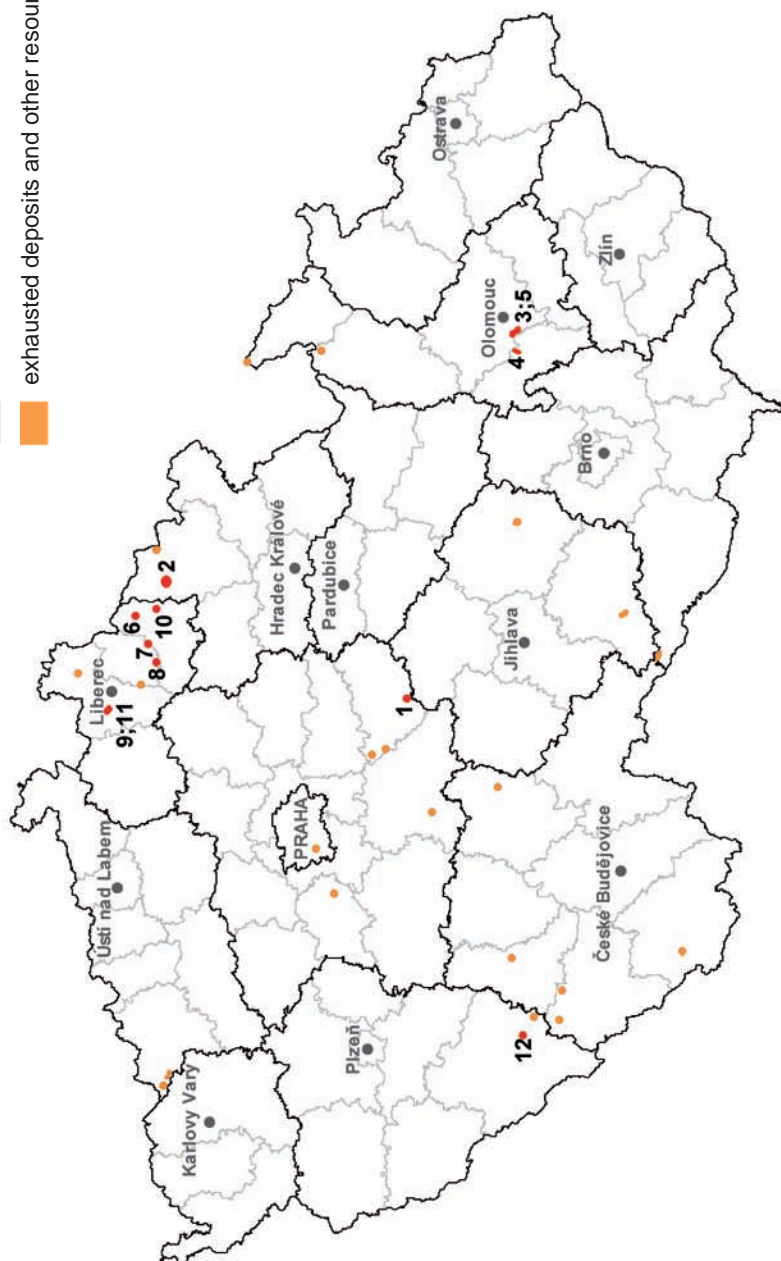 exhausted deposits and other resour
Liberec
Ústí nad Labem
Karlovy Vary
Hradec Králové
PRAHA
Pardubice
Plzeň
Ostrava
Olomouc
Jihlava
Zlín
Brno
České Budějovice
9;11
6
7
8
10
2
1
4
3;5
12